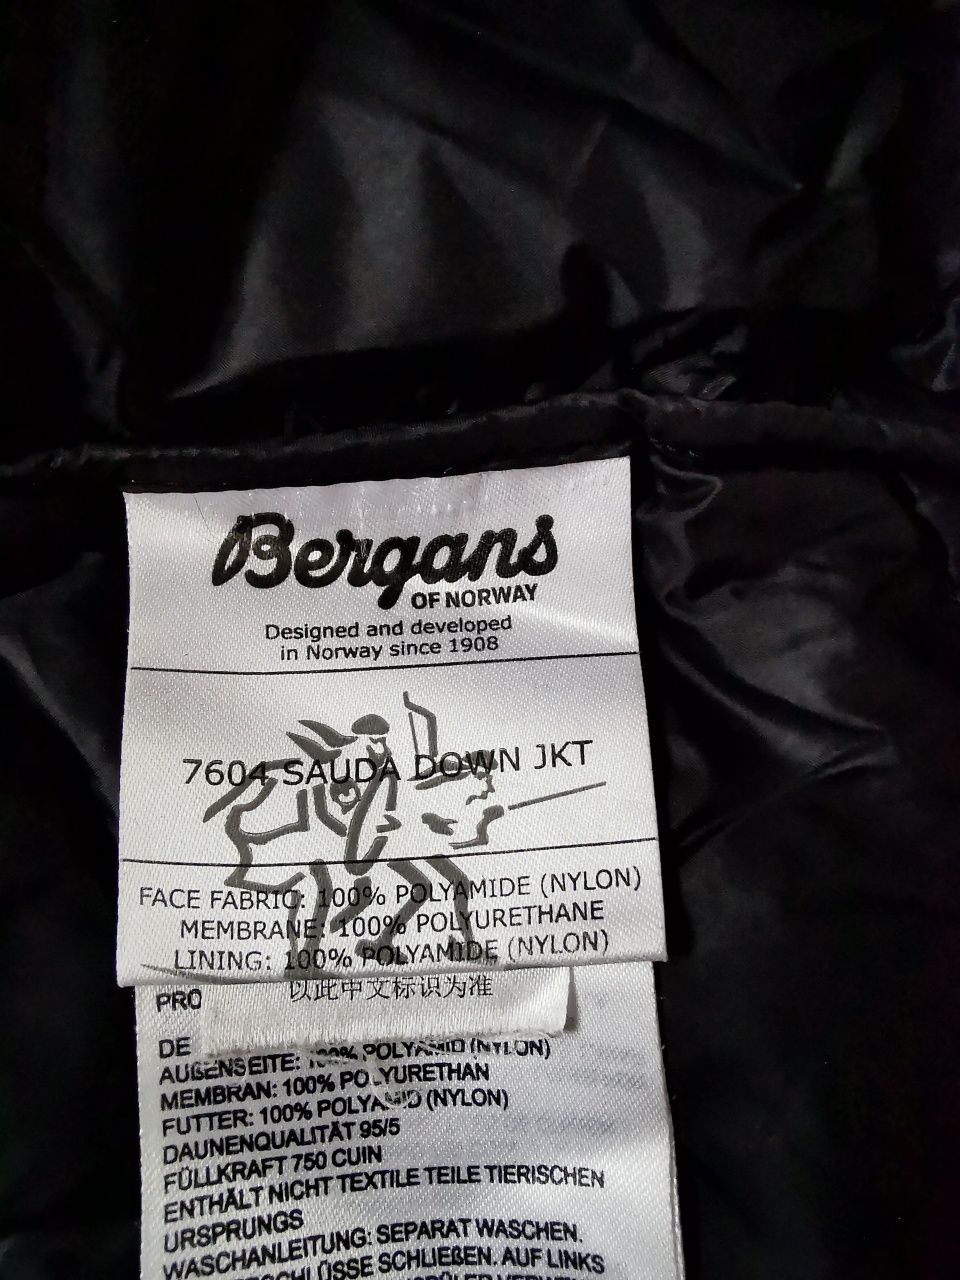 Bergans
OF NORWAY
Designed and developed
in Norway since 1908
7604 SAUDA DOWN JKT
FACE FABRIC: 100% POLYAMIDE (NYLON)
MEMBRANE: 100% POLYURETHANE
LINING: 100% POLYAMIDE (NYLON)
以此中文标识为准
PRO
DE
AUßENSEITE: 100% POLYAMID (NYLON)
MEMBRAN: 100% POLYURETHAN
FUTTER: 100% POLYAMID (NYLON)
DAUNENQUALITÄT 95/5
FÜLLKRAFT 750 CUIN
ENTHÄLT NICHT TEXTILE TEILE TIERISCHEN
URSPRUNGS
WASCHANLEITUNG: SEPARAT WASCHEN.
SCHLIEßEN. AUF LINKS